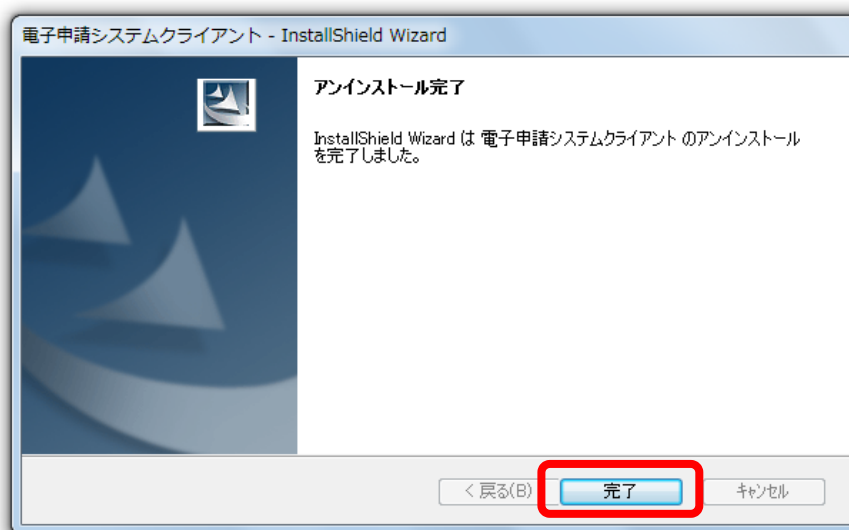 電子申請システムクライアント - InstallShield Wizard
アンインストール完了
InstallShield Wizard は 電子申請システムクライアント のアンインストール
を完了しました。
< 戻る(B)
完了
キャンセル